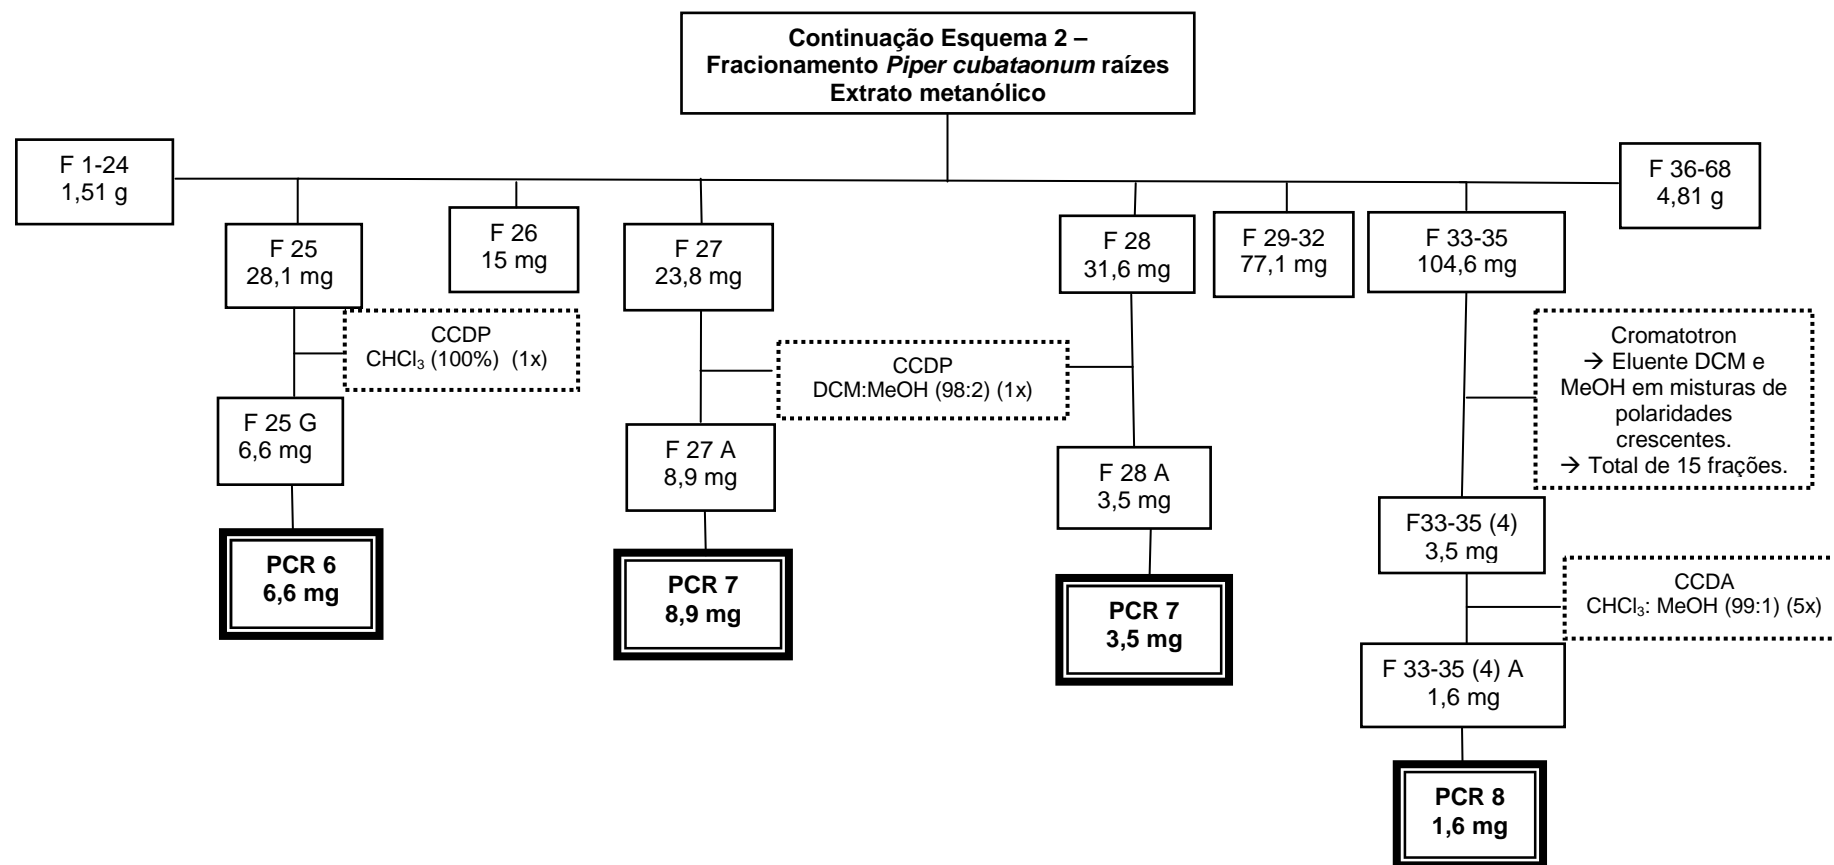 Continuação Esquema 2 –
Fracionamento Piper cubataonum raízes
Extrato metanólico
F 1-24
1,51 g
F 36-68
4,81 g
F 25
28,1 mg
F 26
15 mg
F 27
23,8 mg
F 28
31,6 mg
F 29-32
77,1 mg
F 33-35
104,6 mg
CCDP
CHCl₃ (100%)  (1x)
CCDP
DCM:MeOH (98:2) (1x)
Cromatotron
→ Eluente DCM e
MeOH em misturas de
polaridades
crescentes.
→ Total de 15 frações.
F 25 G
6,6 mg
F 27 A
8,9 mg
F 28 A
3,5 mg
F33-35 (4)
3,5 mg
PCR 6
6,6 mg
PCR 7
8,9 mg
PCR 7
3,5 mg
CCDA
CHCl₃: MeOH (99:1) (5x)
F 33-35 (4) A
1,6 mg
PCR 8
1,6 mg